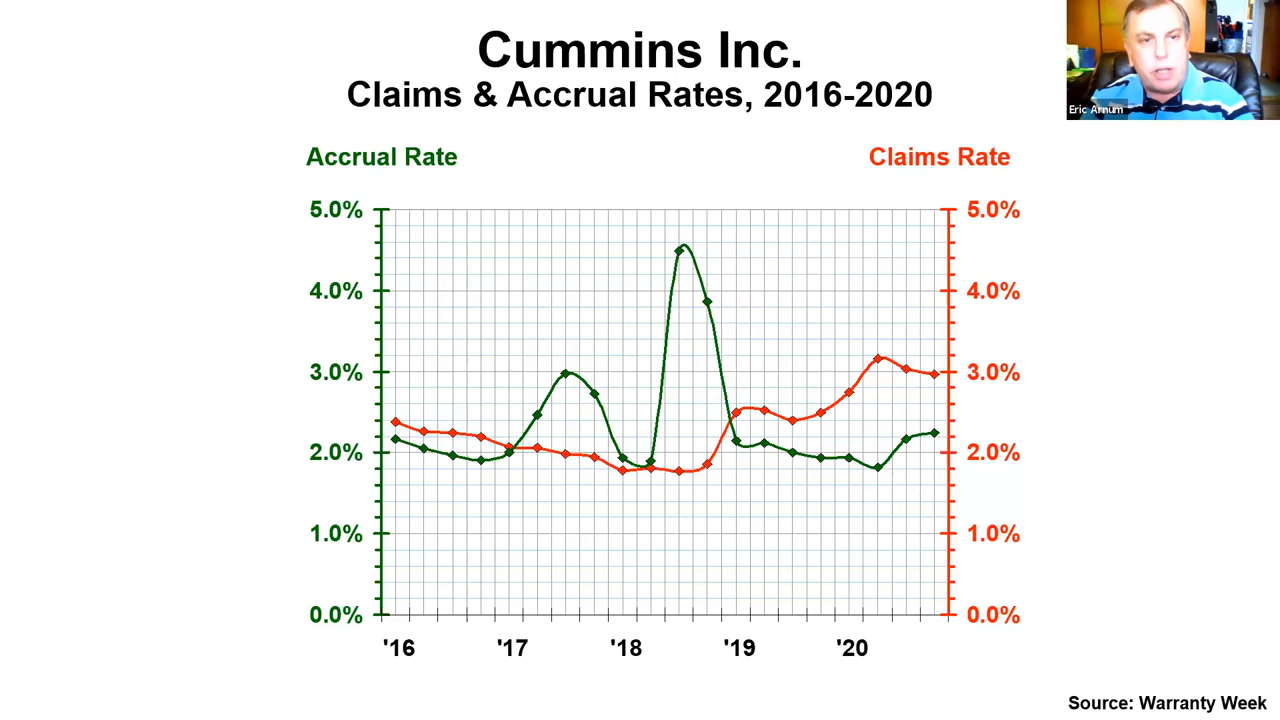 Cummins Inc.
Claims & Accrual Rates, 2016-2020
Eric Arnum
Accrual Rate
Claims Rate
5.0%
5.0%
4.0%
4.0%
3.0%
3.0%
2.0%
2.0%
1.0%
1.0%
0.0%
0.0%
'16 '17 '18 '19 '20
Source: Warranty Week